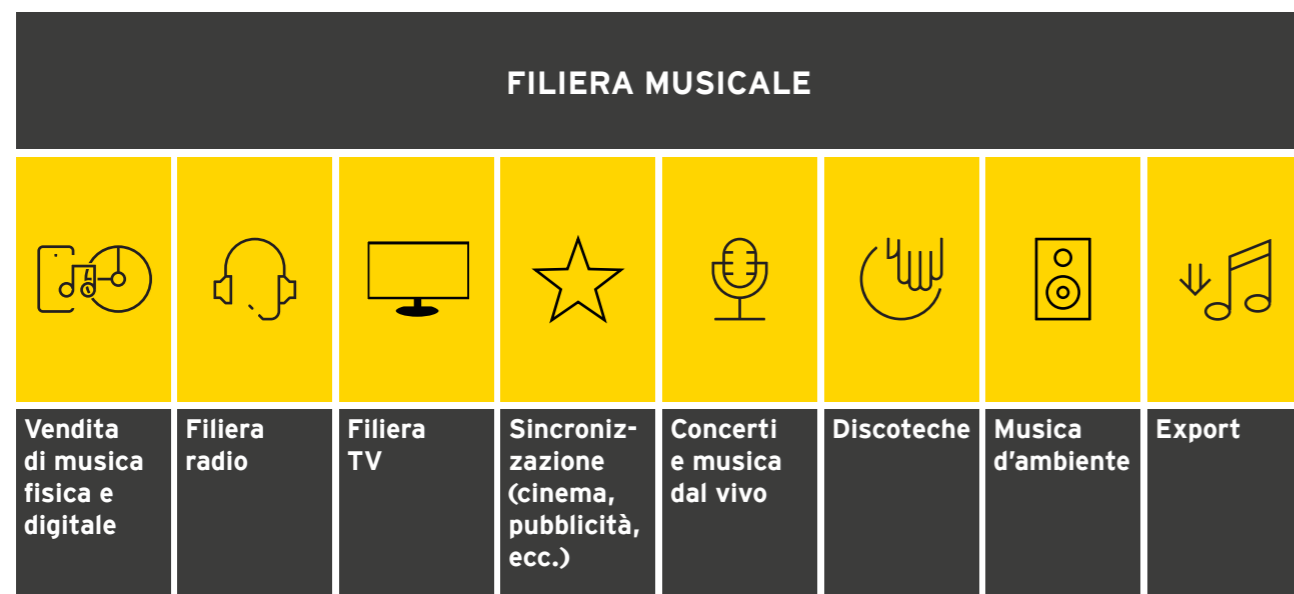 FILIERA MUSICALE
Vendita
di musica
fisica e
digitale
Filiera
radio
Filiera
TV
Sincroniz-
zazione
(cinema,
pubblicità,
ecc.)
Concerti
e musica
dal vivo
Discoteche
Musica
d'ambiente
Export